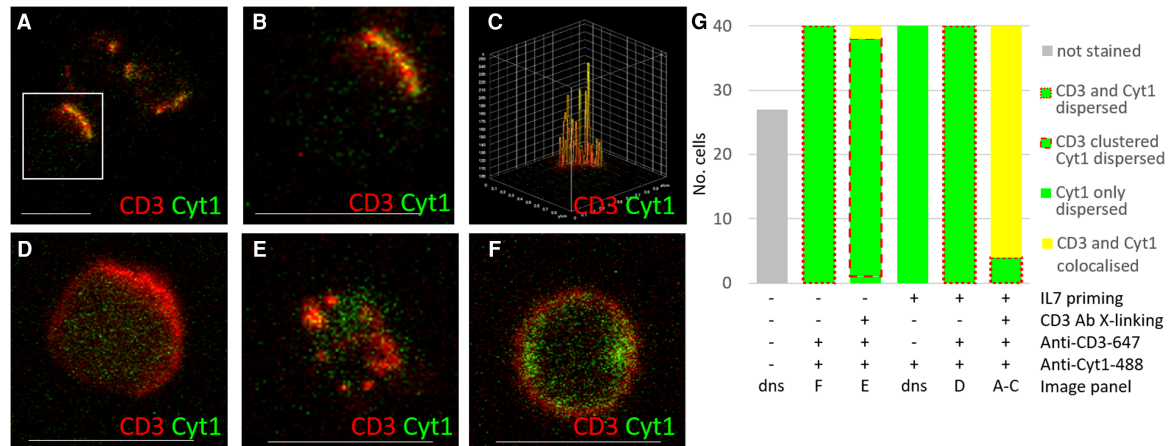 A
CD3 Cyt1
B
CD3 Cyt1
C
CD3 Cyt1
D
CD3 Cyt1
E
CD3 Cyt1
F
CD3 Cyt1
G
No. cells
40
30
20
10
0
not stained
CD3 and Cyt1
dispersed
CD3 clustered
Cyt1 dispersed
Cyt1 only
dispersed
CD3 and Cyt1
colocalised
- - - + + + IL7 priming
- - + - - + CD3 Ab X-linking
- + + - + + Anti-CD3-647
- + + + + + Anti-Cyt1-488
dns F E dns D A-C Image panel